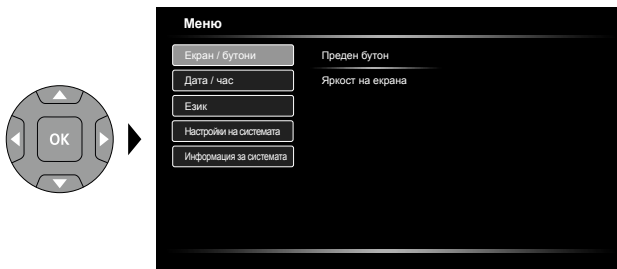 Меню
Екран / бутони
Преден бутон
Дата / час
Яркост на екрана
Език
Настройки на системата
Информация за системата
OK